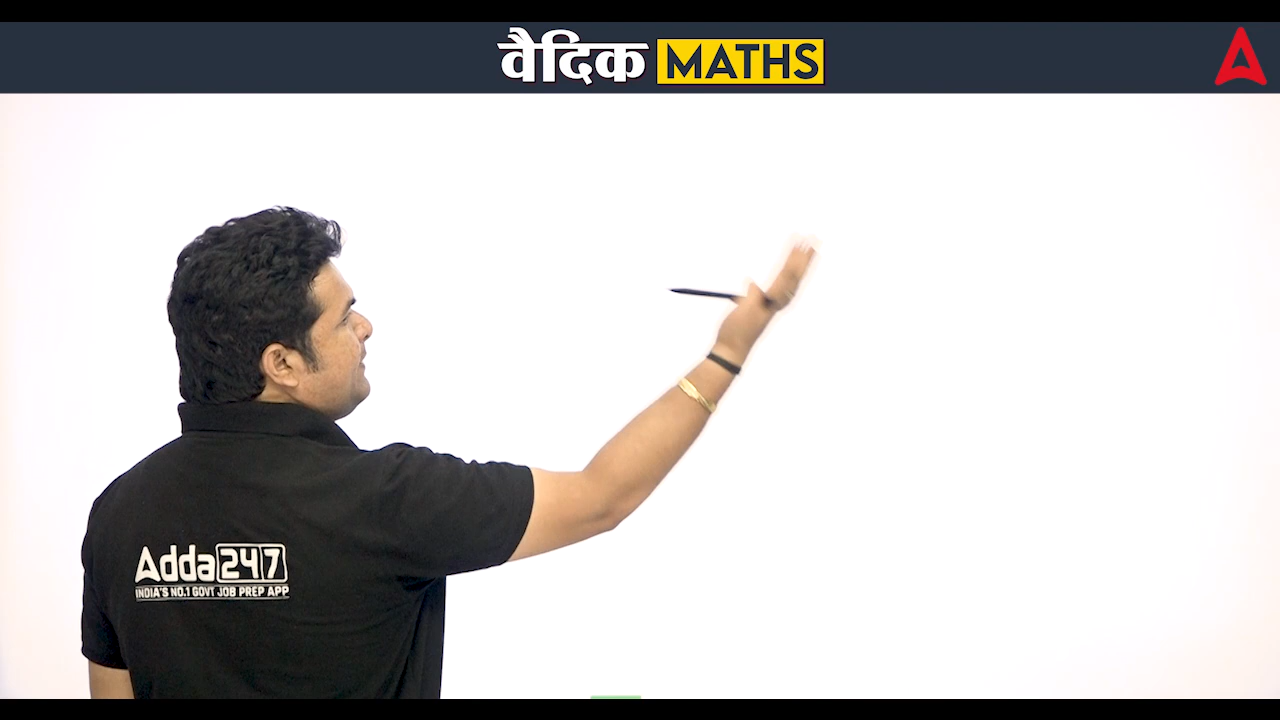 वैदिक MATHS
Adda247
INDIA'S NO.1 GOVT JOB PREP APP